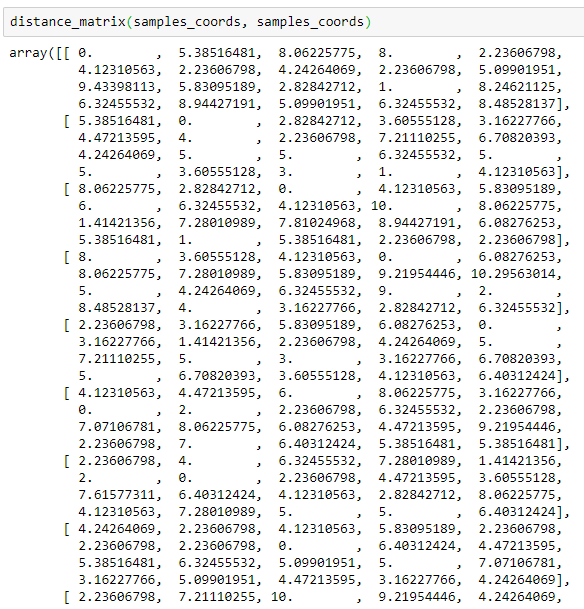 distance_matrix(samples_coords, samples_coords)
array([[ 0.        ,  5.38516481,  8.06225775,  8.        ,  2.23606798,
         4.12310563,  2.23606798,  4.24264069,  2.23606798,  5.09901951,
         9.43398113,  5.83095189,  2.82842712,  1.        ,  8.24621125,
         6.32455532,  8.94427191,  5.09901951,  6.32455532,  8.48528137],
       [ 5.38516481,  0.        ,  2.82842712,  3.60555128,  3.16227766,
         4.47213595,  4.        ,  2.23606798,  7.21110255,  6.70820393,
         4.24264069,  5.        ,  5.        ,  6.32455532,  5.        ,
         5.        ,  3.60555128,  3.        ,  1.        ,  4.12310563],
       [ 8.06225775,  2.82842712,  0.        ,  4.12310563,  5.83095189,
         6.        ,  6.32455532,  4.12310563, 10.        ,  8.06225775,
         1.41421356,  7.28010989,  7.81024968,  8.94427191,  6.08276253,
         5.38516481,  1.        ,  5.38516481,  2.23606798,  2.23606798],
       [ 8.        ,  3.60555128,  4.12310563,  0.        ,  6.08276253,
         8.06225775,  7.28010989,  5.83095189,  9.21954446, 10.29563014,
         5.        ,  4.24264069,  6.32455532,  9.        ,  2.        ,
         8.48528137,  4.        ,  3.16227766,  2.82842712,  6.32455532],
       [ 2.23606798,  3.16227766,  5.83095189,  6.08276253,  0.        ,
         3.16227766,  1.41421356,  2.23606798,  4.24264069,  5.        ,
         7.21110255,  5.        ,  3.        ,  3.16227766,  6.70820393,
         5.        ,  6.70820393,  3.60555128,  4.12310563,  6.40312424],
       [ 4.12310563,  4.47213595,  6.        ,  8.06225775,  3.16227766,
         0.        ,  2.        ,  2.23606798,  6.32455532,  2.23606798,
         7.07106781,  8.06225775,  6.08276253,  4.47213595,  9.21954446,
         2.23606798,  7.        ,  6.40312424,  5.38516481,  5.38516481],
       [ 2.23606798,  4.        ,  6.32455532,  7.28010989,  1.41421356,
         2.        ,  0.        ,  2.23606798,  4.47213595,  3.60555128,
         7.61577311,  6.40312424,  4.12310563,  2.82842712,  8.06225775,
         4.12310563,  7.28010989,  5.        ,  5.        ,  6.40312424],
       [ 4.24264069,  2.23606798,  4.12310563,  5.83095189,  2.23606798,
         2.23606798,  2.23606798,  0.        ,  6.40312424,  4.47213595,
         5.38516481,  6.32455532,  5.09901951,  5.        ,  7.07106781,
         3.16227766,  5.09901951,  4.47213595,  3.16227766,  4.24264069],
       [ 2.23606798,  7.21110255, 10.        ,  9.21954446,  4.24264069,